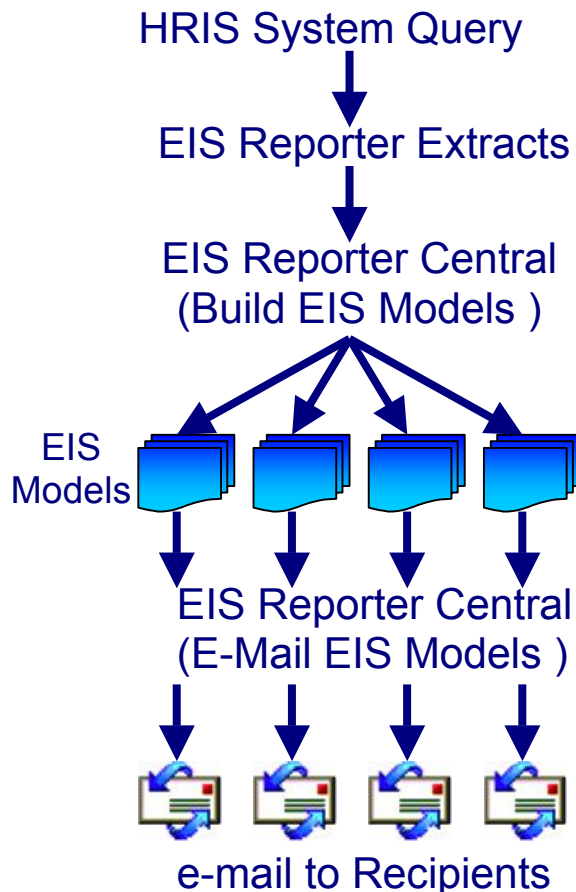 HRIS System Query
EIS Reporter Extracts
EIS Reporter Central
(Build EIS Models )
EIS
Models
EIS Reporter Central
(E-Mail EIS Models )
e-mail to Recipients